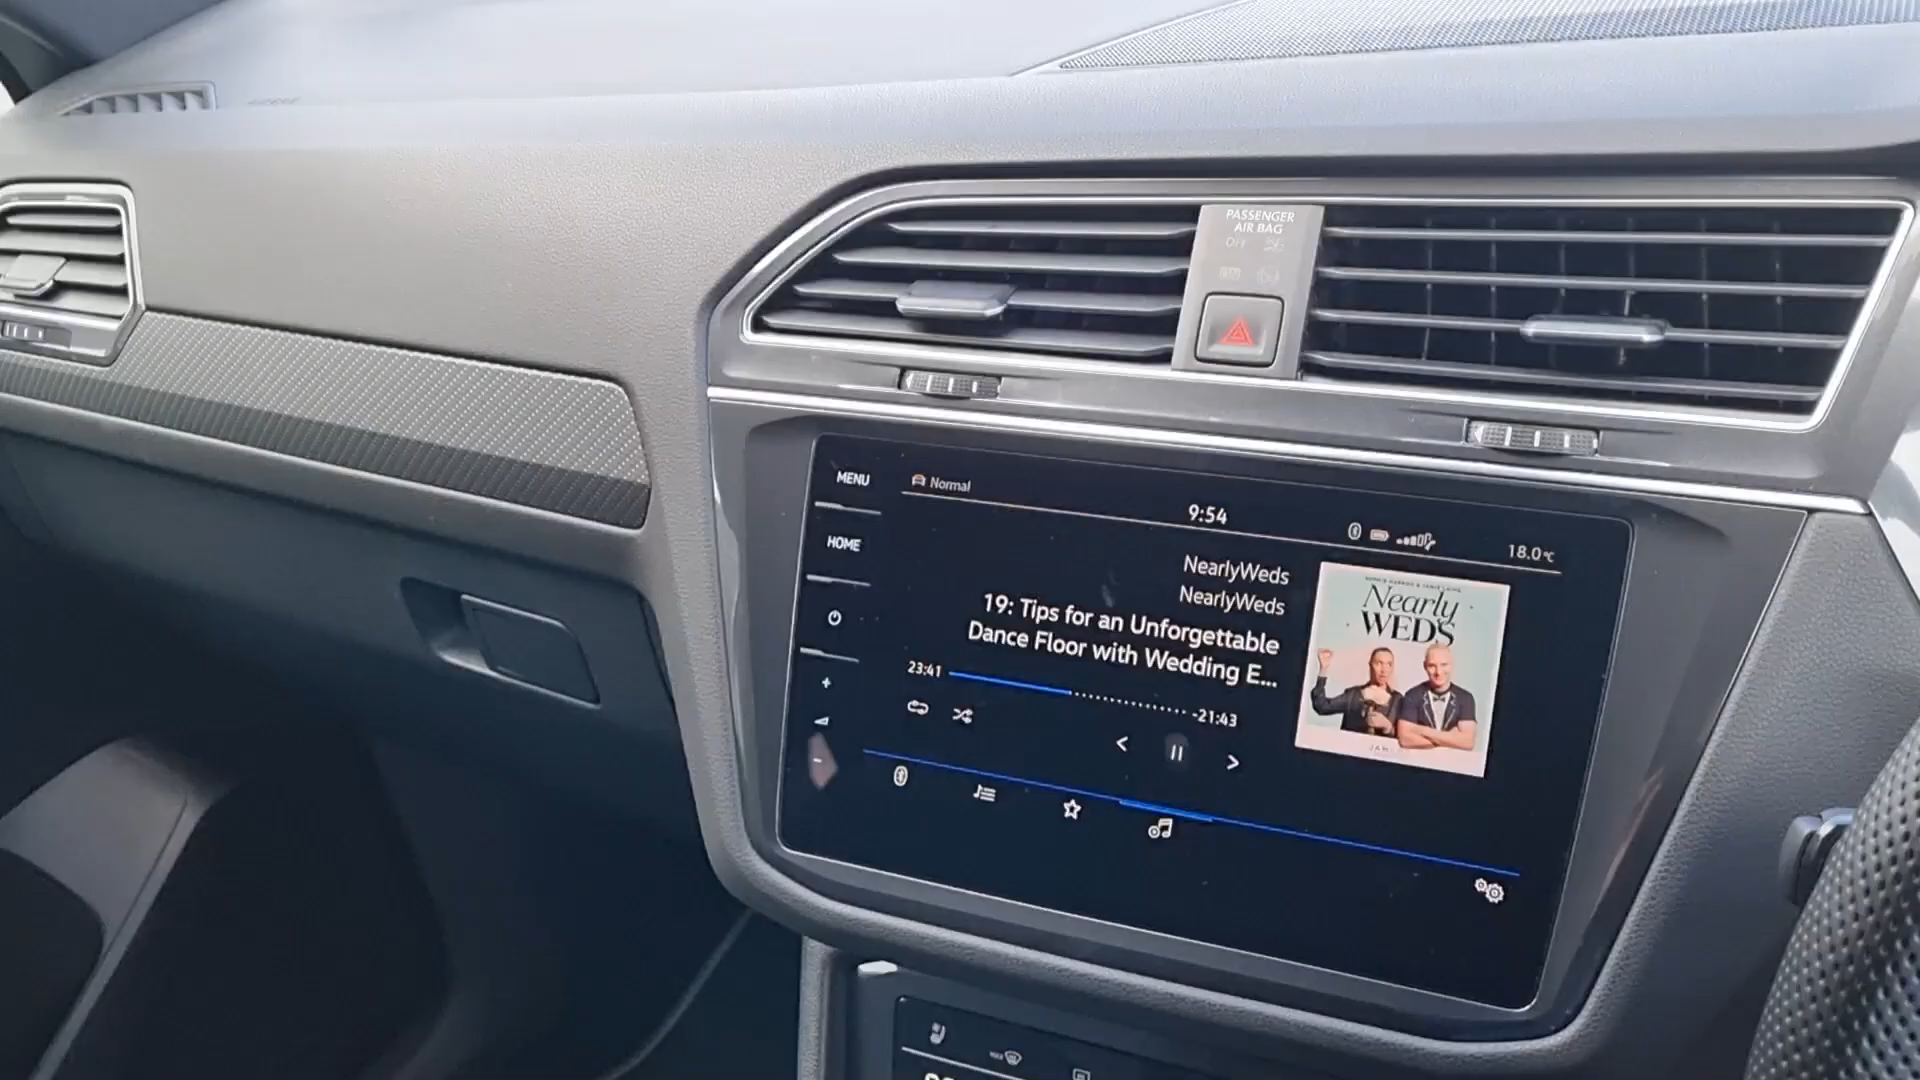 PASSENGER
AIR BAG
OFF
MENU
Normal
9:54
18.0°C
HOME
NearlyWeds
NearlyWeds
19: Tips for an Unforgettable
Dance Floor with Wedding E...
23:41
-21:43
+
-
Nearly
WEDS